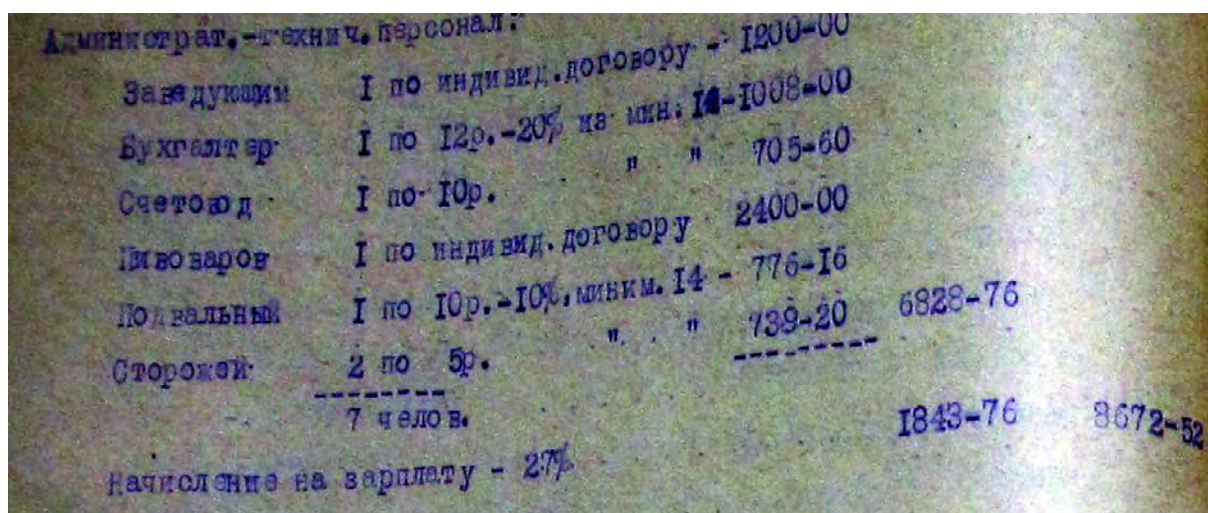 Администрат.-технич. персонал:
Заведующим I по индивид. договору - I200-00
Бухгалтер I по I2р.-20% на мин. I4-I008-00
Счетовод I по I0р. " " 705-60
Пивоваров I по индивид. договору 2400-00
Подвальный I по I0р.-I0%, миним. I4 - 776-I6
Сторожей 2 по 5р. " " 739-20 6828-76
7 челов.
Начисление на зарплату - 27% I843-76 8672-52